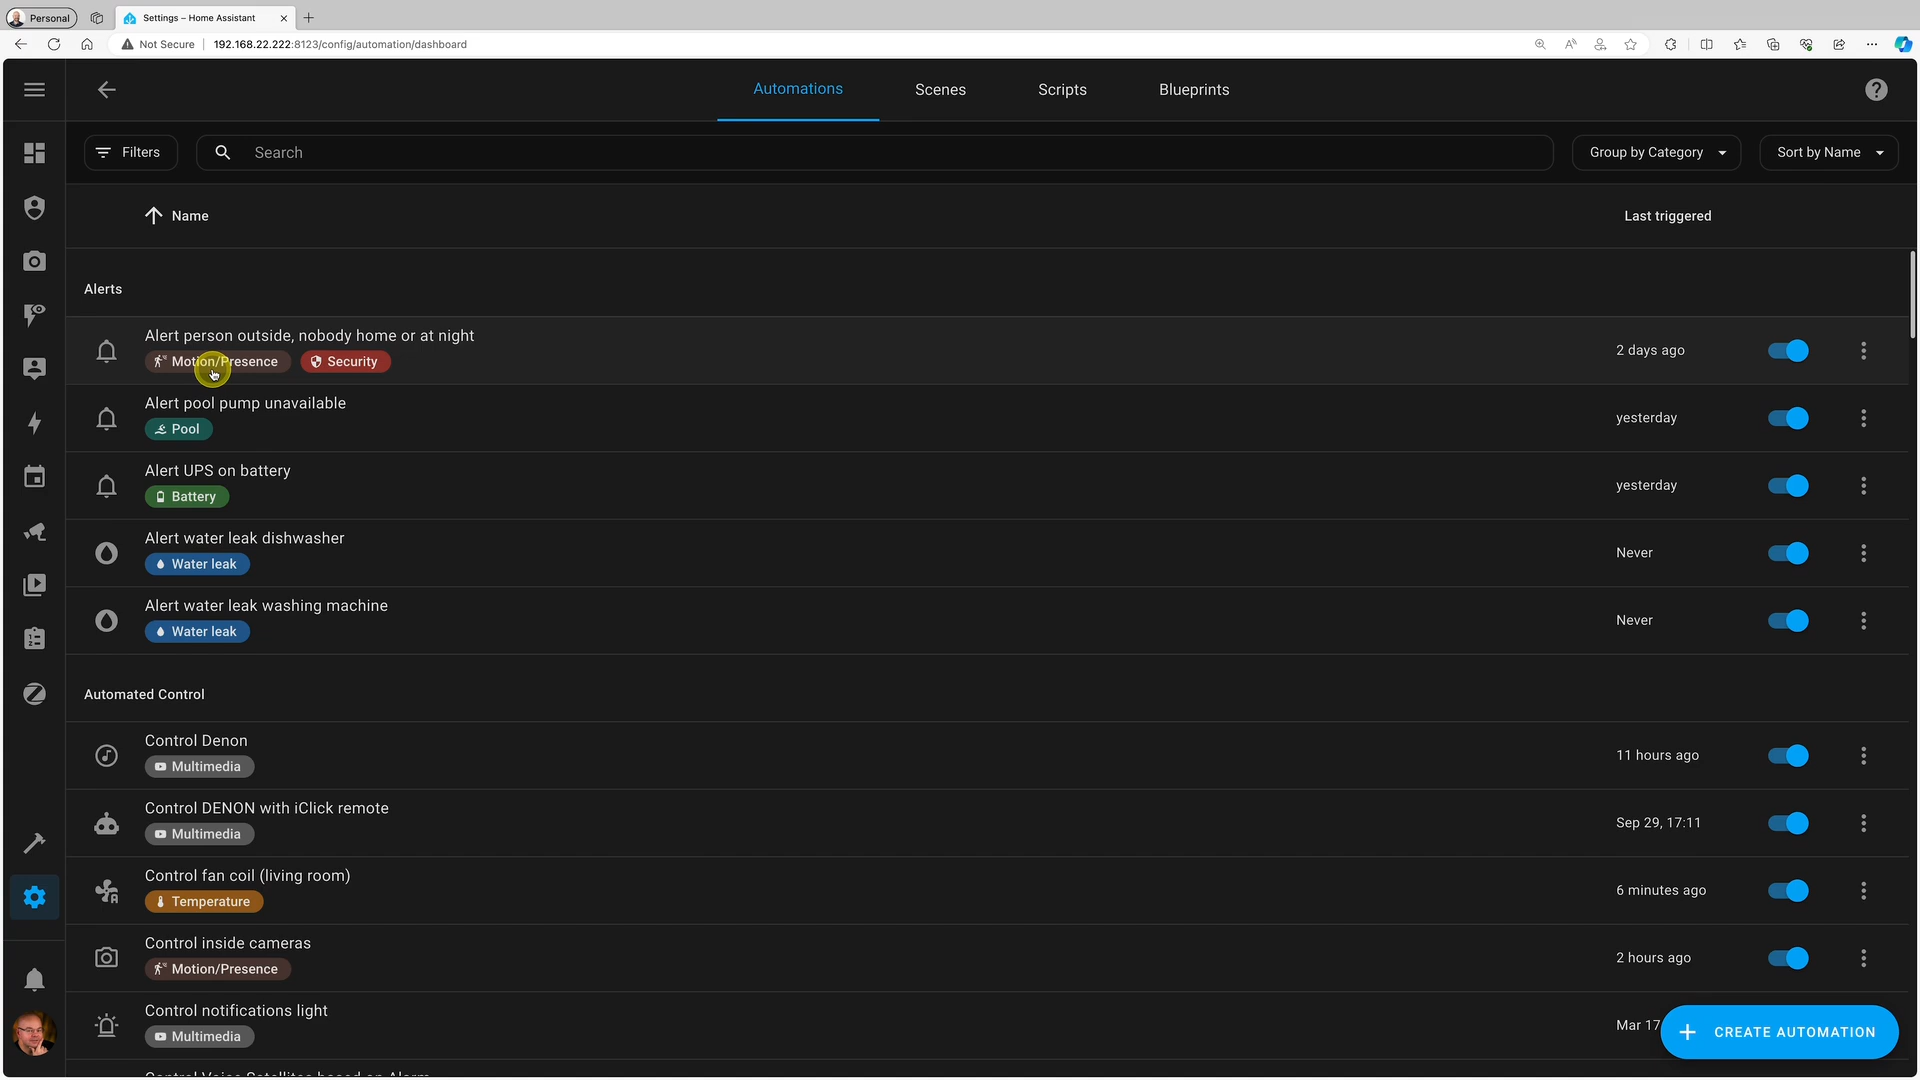 Personal
Settings – Home Assistant
Not Secure
192.168.22.222:8123/config/automation/dashboard
Automations
Scenes
Scripts
Blueprints
Filters
Search
Group by Category
Sort by Name
Name
Last triggered
Alerts
Alert person outside, nobody home or at night
Motion/Presence
Security
2 days ago
Alert pool pump unavailable
Pool
yesterday
Alert UPS on battery
Battery
yesterday
Alert water leak dishwasher
Water leak
Never
Alert water leak washing machine
Water leak
Never
Automated Control
Control Denon
Multimedia
11 hours ago
Control DENON with iClick remote
Multimedia
Sep 29, 17:11
Control fan coil (living room)
Temperature
6 minutes ago
Control inside cameras
Motion/Presence
2 hours ago
Control notifications light
Multimedia
Mar 17
CREATE AUTOMATION